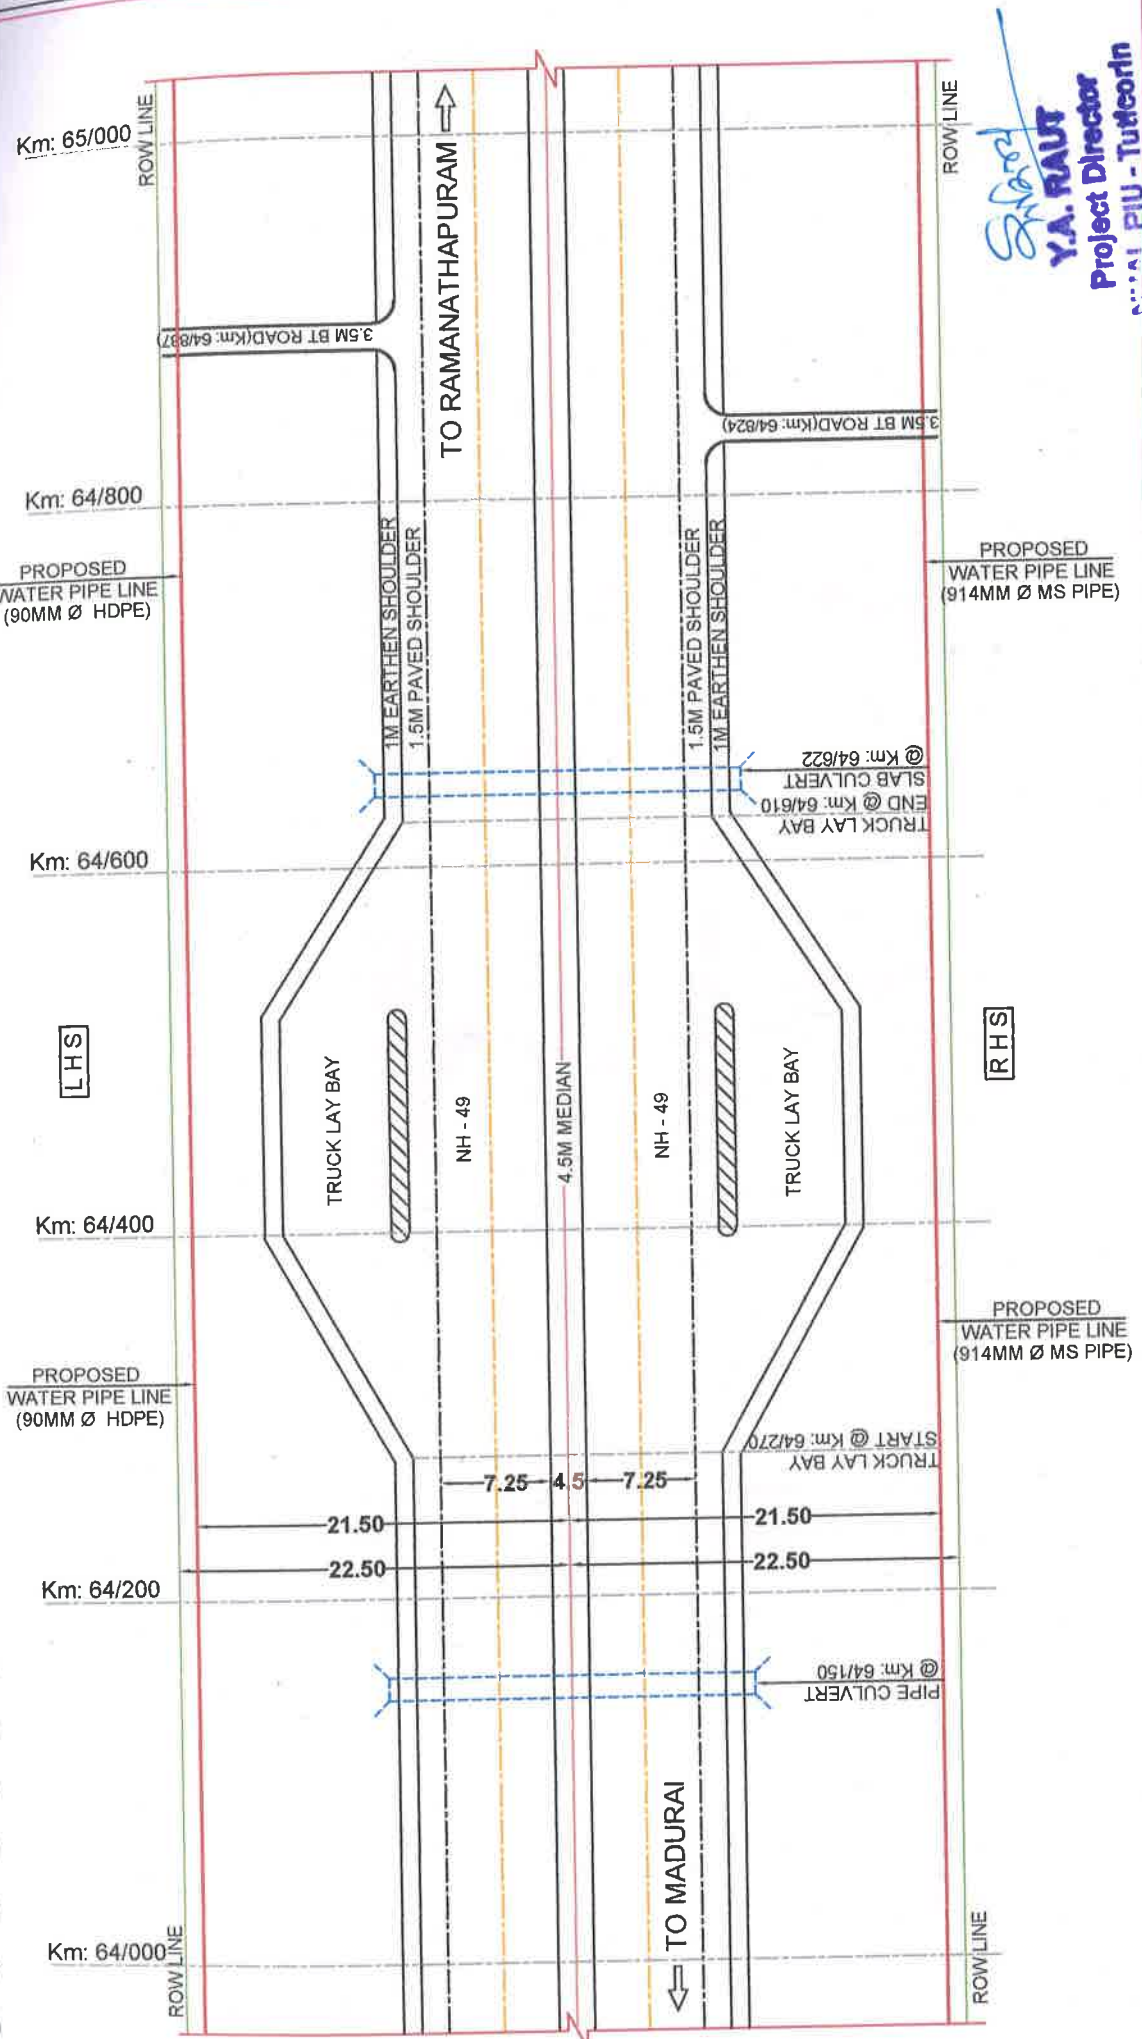 ROW LINE
ROW LINE
Km: 65/000
Y.A. RAUT
Project Director
PIU - Tuticorin
TO RAMANATHAPURAM
3.5M BT ROAD(Km: 64/887)
3.5M BT ROAD(Km: 64/824)
Km: 64/800
PROPOSED
WATER PIPE LINE
(90MM Ø HDPE)
1M EARTHEN SHOULDER
1.5M PAVED SHOULDER
1.5M PAVED SHOULDER
1M EARTHEN SHOULDER
PROPOSED
WATER PIPE LINE
(914MM Ø MS PIPE)
SLAB CULVERT
@ Km: 64/622
TRUCK LAY BAY
END @ Km: 64/610
Km: 64/600
LHS
TRUCK LAY BAY
NH - 49
4.5M MEDIAN
NH - 49
TRUCK LAY BAY
RHS
Km: 64/400
PROPOSED
WATER PIPE LINE
(914MM Ø MS PIPE)
PROPOSED
WATER PIPE LINE
(90MM Ø HDPE)
TRUCK LAY BAY
START @ Km: 64/270
7.25 4.5 7.25
21.50 21.50
22.50 22.50
Km: 64/200
PIPE CULVERT
@ Km: 64/150
TO MADURAI
Km: 64/000
ROW LINE
ROW LINE